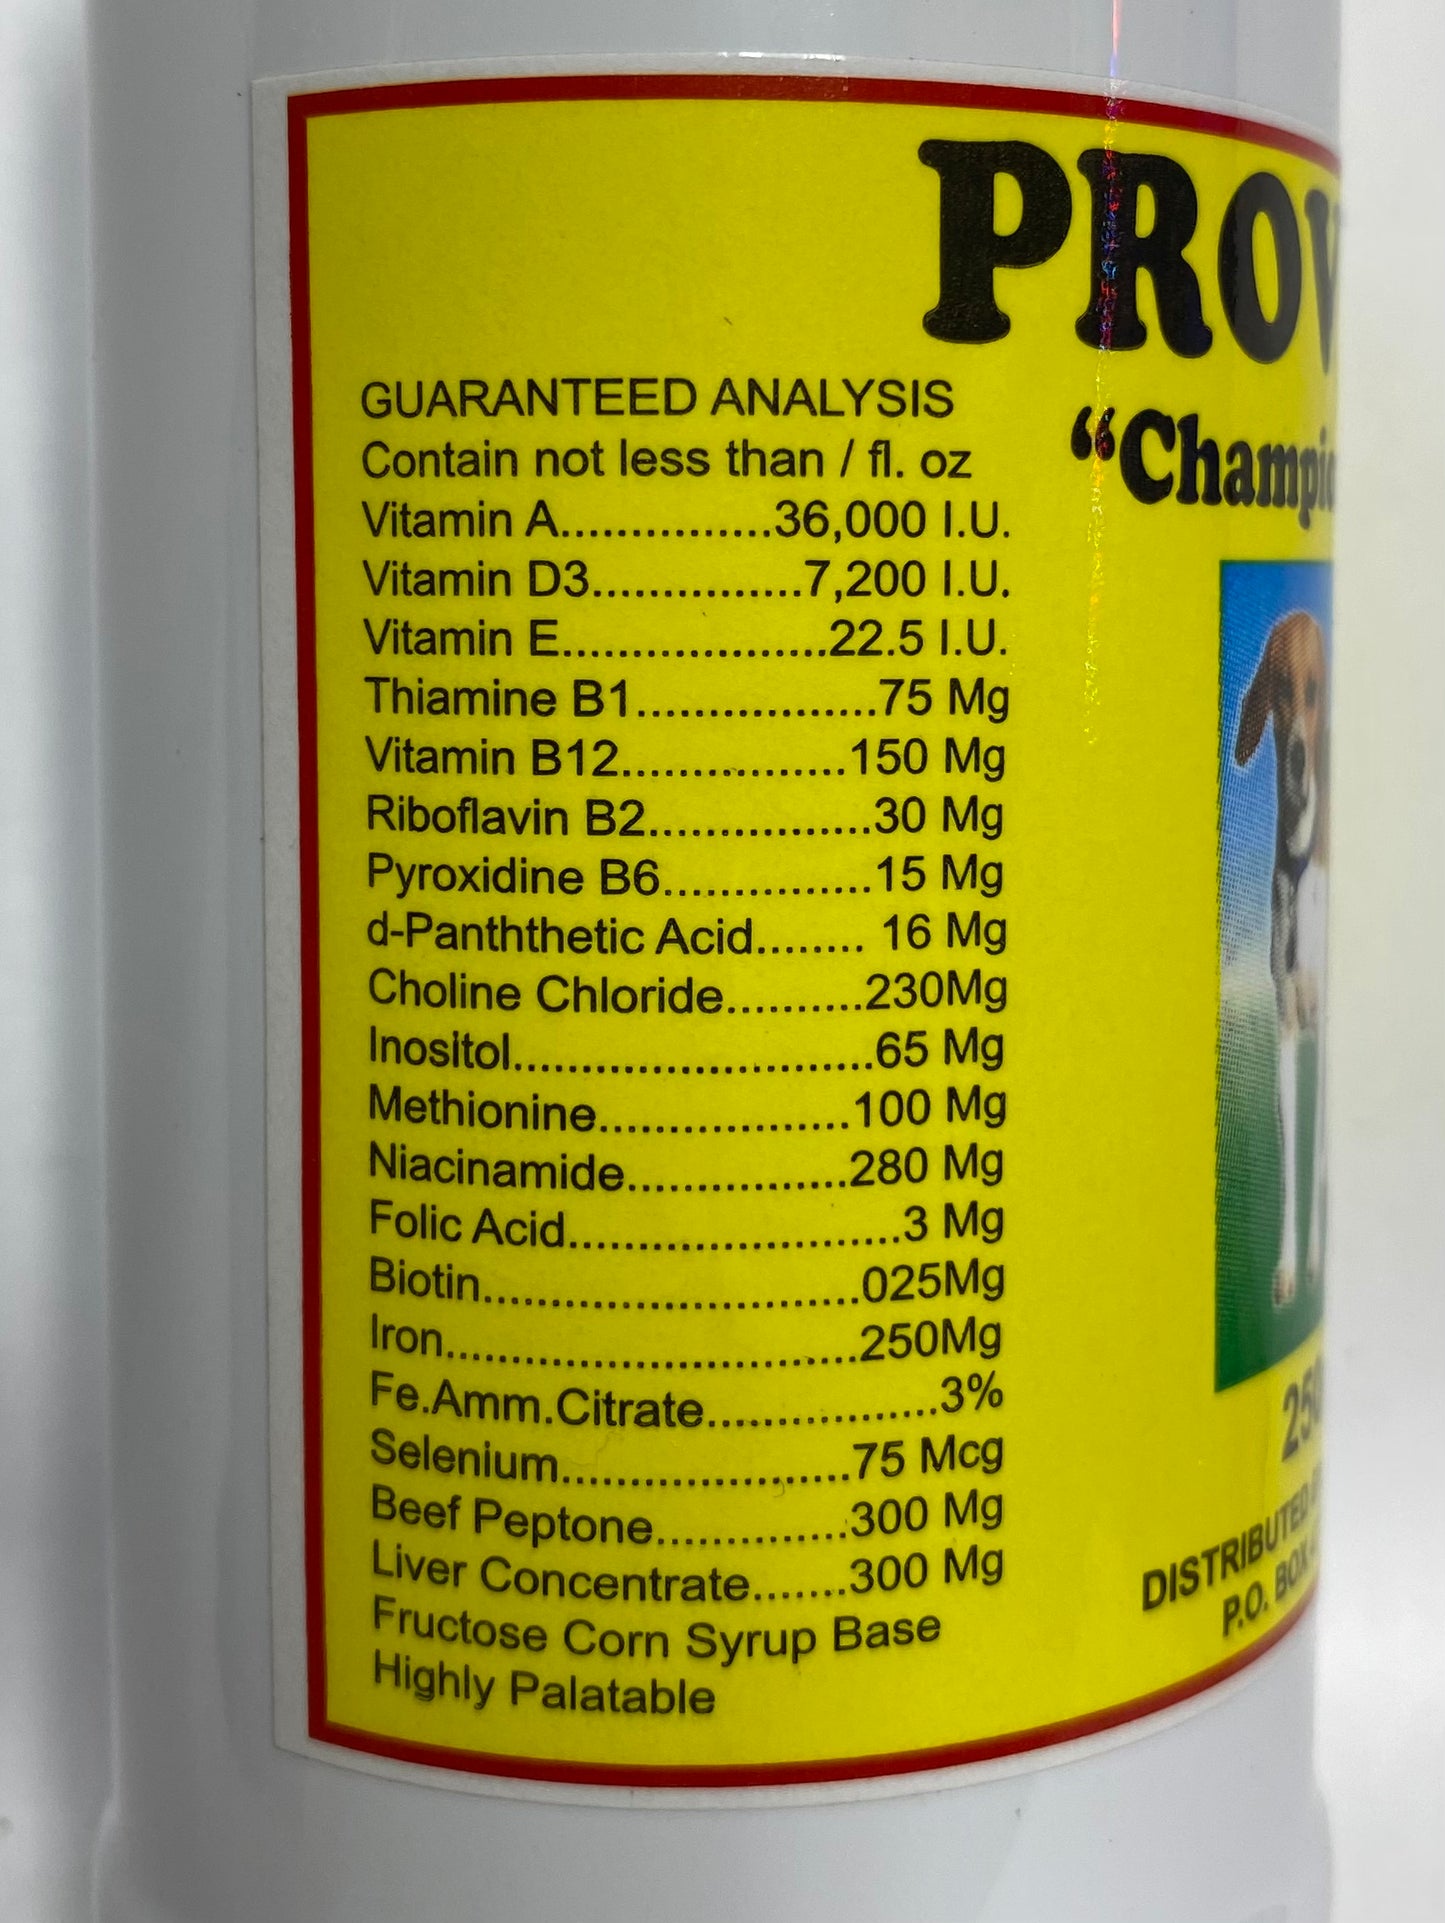 PROV
"Champio
GUARANTEED ANALYSIS
Contain not less than / fl. oz
Vitamin A...............36,000 I.U.
Vitamin D3...............7,200 I.U.
Vitamin E...................22.5 I.U.
Thiamine B1.................75 Mg
Vitamin B12................150 Mg
Riboflavin B2................30 Mg
Pyroxidine B6...............15 Mg
d-Panththetic Acid........ 16 Mg
Choline Chloride..........230Mg
Inositol..........................65 Mg
Methionine..................100 Mg
Niacinamide................280 Mg
Folic Acid........................3 Mg
Biotin...........................025Mg
Iron..............................250Mg
Fe.Amm.Citrate.................3%
Selenium.....................75 Mcg
Beef Peptone..............300 Mg
Liver Concentrate.......300 Mg
Fructose Corn Syrup Base
Highly Palatable
DISTRIBUTED
P.O. BOX